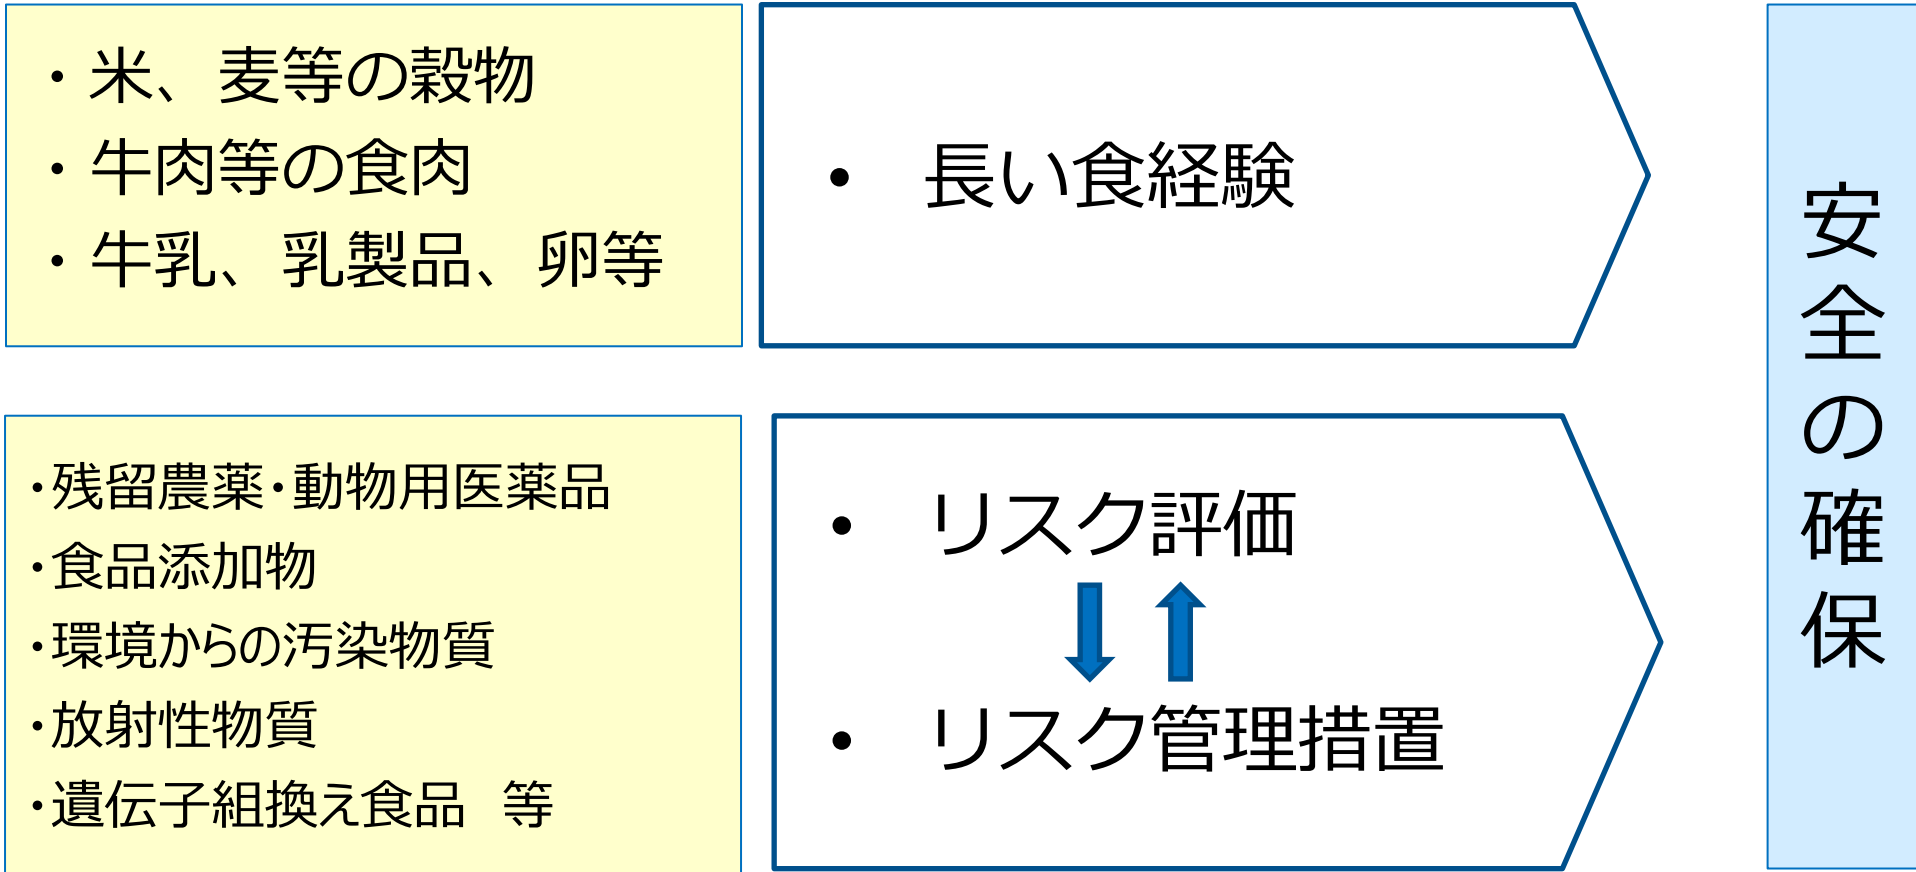 ・米、麦等の穀物
・牛肉等の食肉
・牛乳、乳製品、卵等
• 長い食経験
・残留農薬・動物用医薬品
・食品添加物
・環境からの汚染物質
・放射性物質
・遺伝子組換え食品 等
• リスク評価
• リスク管理措置
安全の確保